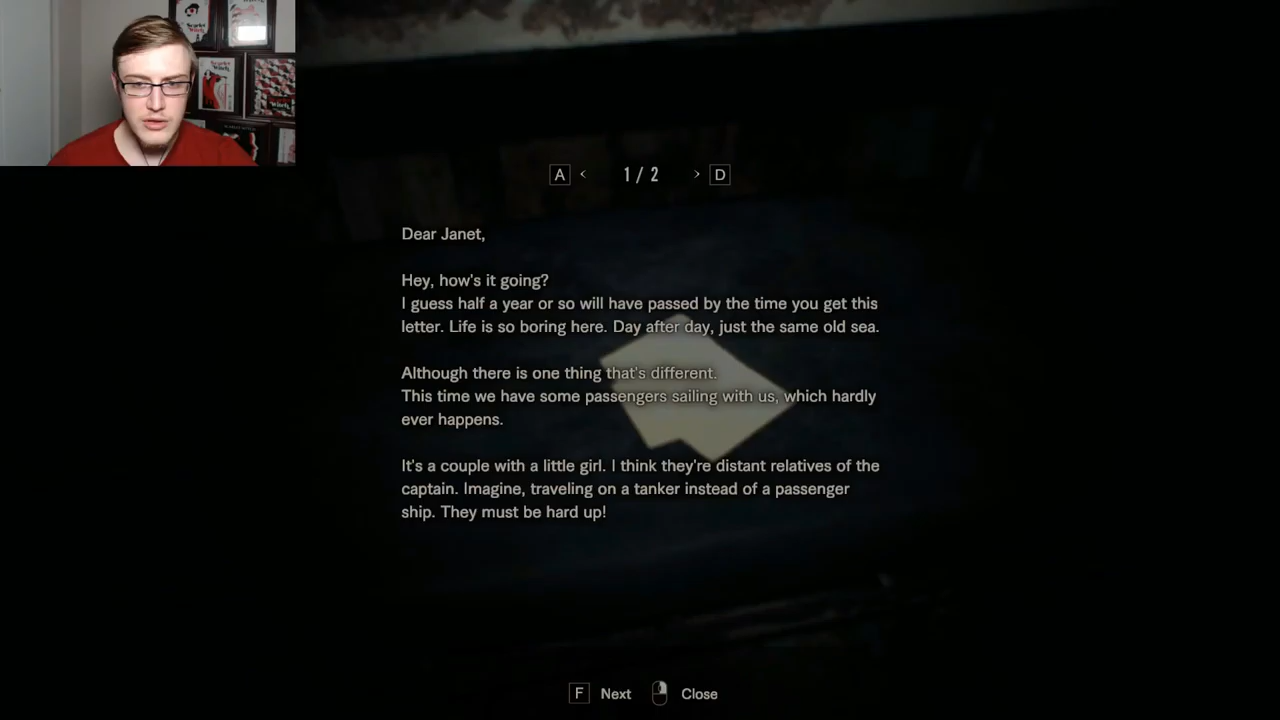 A < 1 / 2 > D
Dear Janet,
Hey, how's it going?
I guess half a year or so will have passed by the time you get this
letter. Life is so boring here. Day after day, just the same old sea.
Although there is one thing that's different.
This time we have some passengers sailing with us, which hardly
ever happens.
It's a couple with a little girl. I think they're distant relatives of the
captain. Imagine, traveling on a tanker instead of a passenger
ship. They must be hard up!
F Next Close